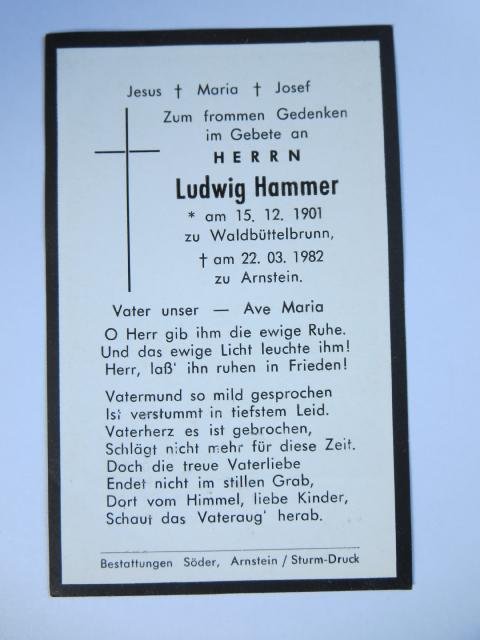 Jesus † Maria † Josef
Zum frommen Gedenken
im Gebete an
HERRN
Ludwig Hammer
* am 15. 12. 1901
zu Waldbüttelbrunn,
† am 22. 03. 1982
zu Arnstein.
Vater unser — Ave Maria
O Herr gib ihm die ewige Ruhe.
Und das ewige Licht leuchte ihm!
Herr, laß' ihn ruhen in Frieden!
Vatermund so mild gesprochen
Ist verstummt in tiefstem Leid.
Vaterherz es ist gebrochen,
Schlägt nicht mehr für diese Zeit.
Doch die treue Vaterliebe
Endet nicht im stillen Grab,
Dort vom Himmel, liebe Kinder,
Schaut das Vateraug' herab.
Bestattungen Söder, Arnstein / Sturm-Druck